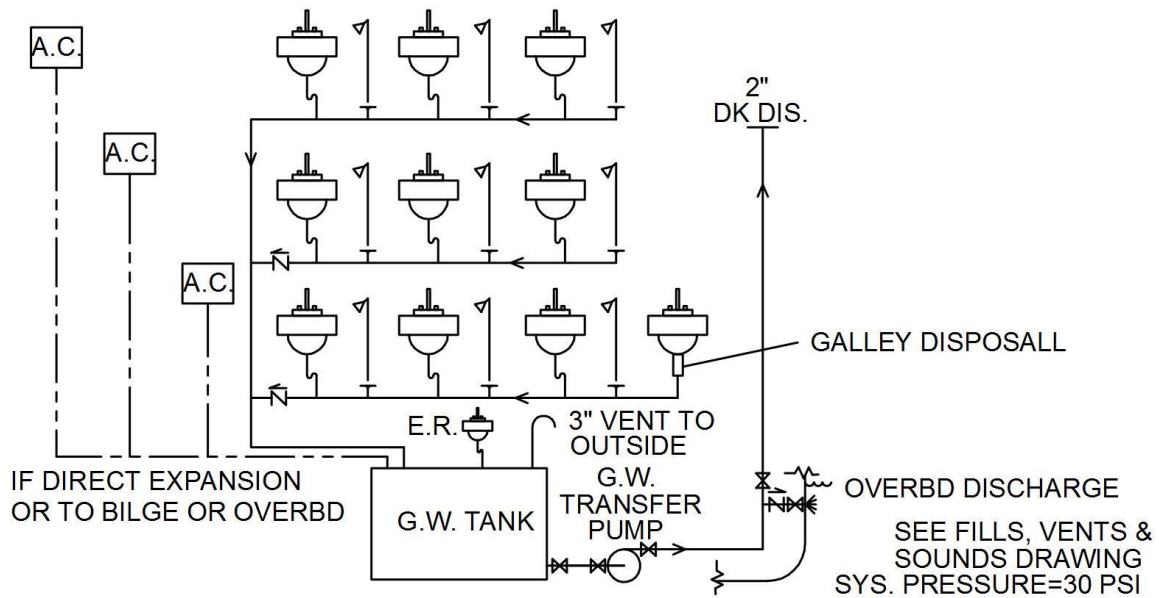 A.C.
A.C.
A.C.
2"
DK DIS.
GALLEY DISPOSALL
E.R.
3" VENT TO
OUTSIDE
G.W.
TRANSFER
PUMP
IF DIRECT EXPANSION
OR TO BILGE OR OVERBD
G.W. TANK
OVERBD DISCHARGE
SEE FILLS, VENTS &
SOUNDS DRAWING
SYS. PRESSURE=30 PSI